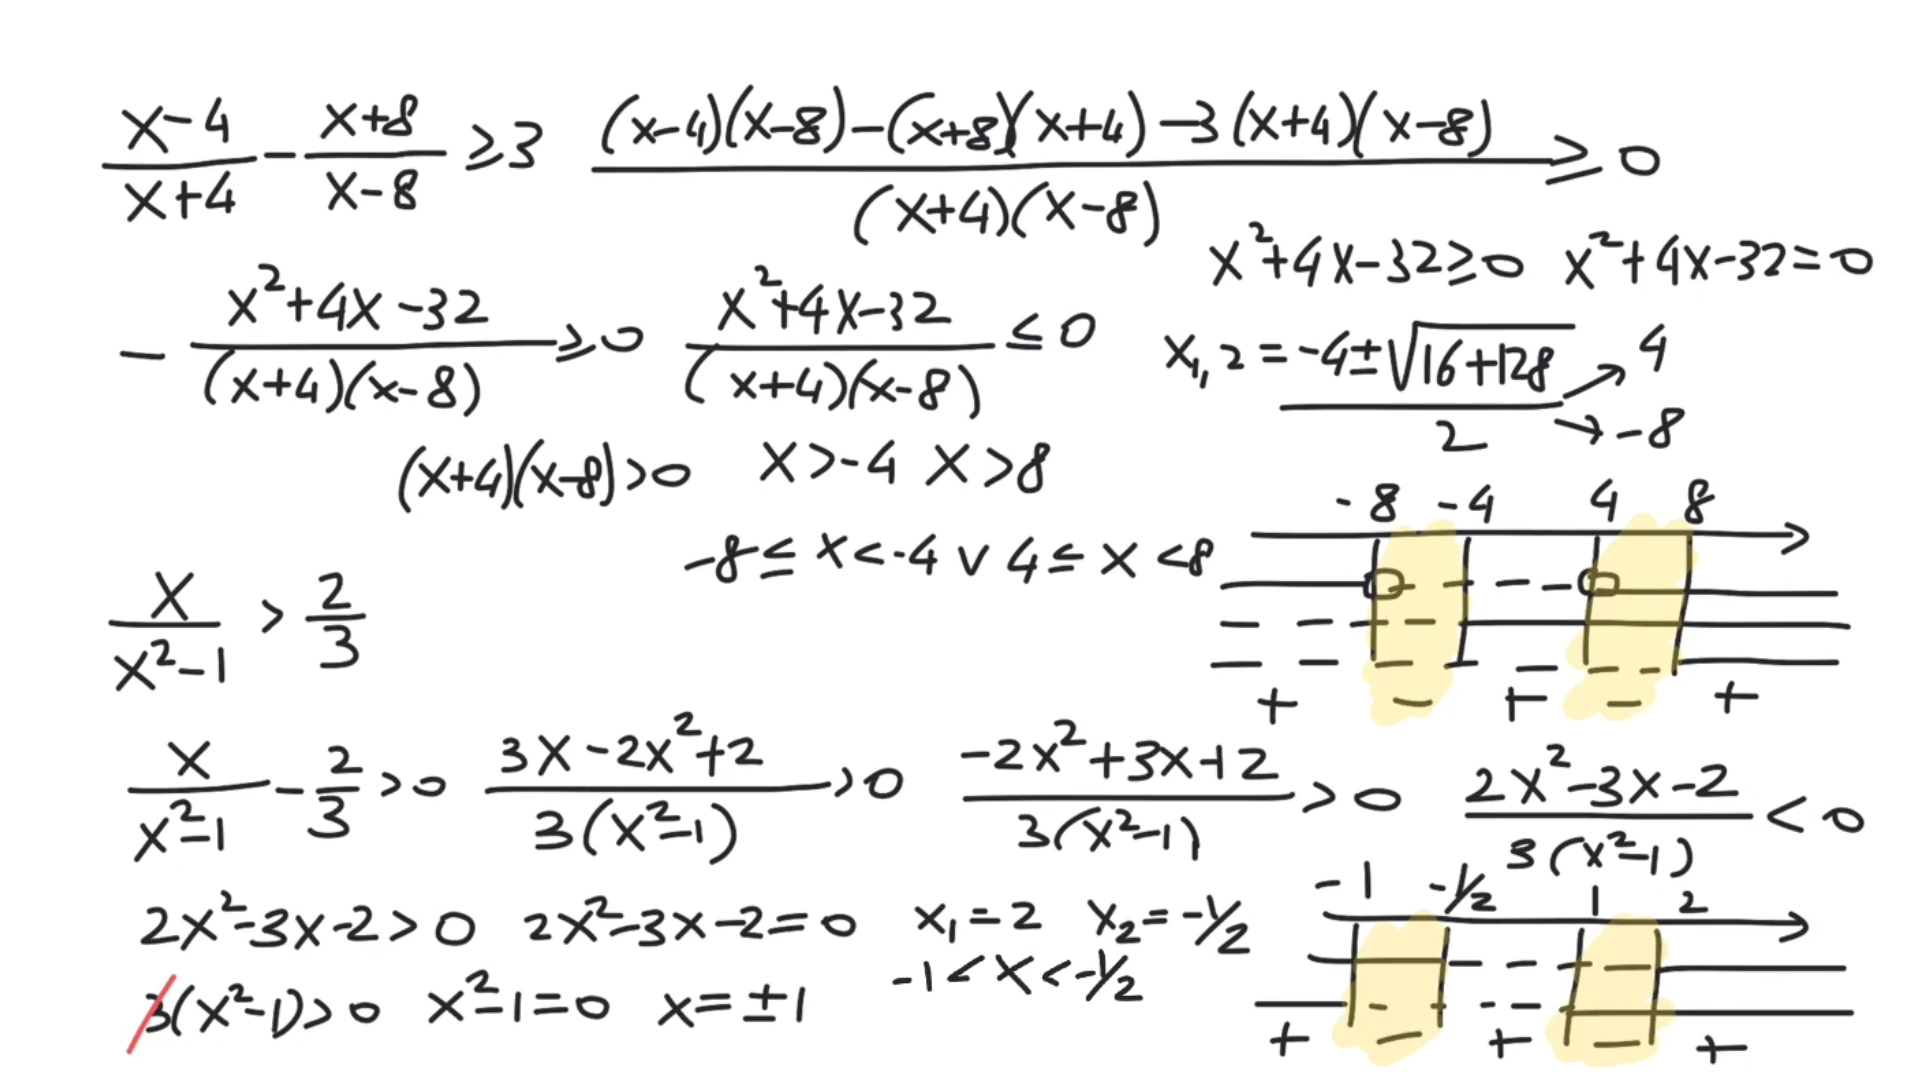 (x-4)/(x+4) - (x+8)/(x-8) ≥ 3   ((x-4)(x-8)-(x+8)(x+4)-3(x+4)(x-8))/((x+4)(x-8)) ≥ 0
x²+4x-32≥0   x²+4x-32=0
-(x²+4x-32)/((x+4)(x-8)) ≥ 0   (x²+4x-32)/((x+4)(x-8)) ≤ 0
x₁,₂ = (-4±√(16+128))/2 → 4 → -8
(x+4)(x-8)>0   x>-4   x>8
-8 -4 4 8
-8≤x<-4 ∨ 4≤x<8
+ - + - +
x/(x²-1) > 2/3
x/(x²-1) - 2/3 > 0   (3x-2x²+2)/(3(x²-1)) > 0   (-2x²+3x+2)/(3(x²-1)) > 0   (2x²-3x-2)/(3(x²-1)) < 0
2x²-3x-2>0   2x²-3x-2=0   x₁=2   x₂=-1/2
-1 -1/2 1 2
3(x²-1)>0   x²-1=0   x=±1
-1<x<-1/2
+ - + - +